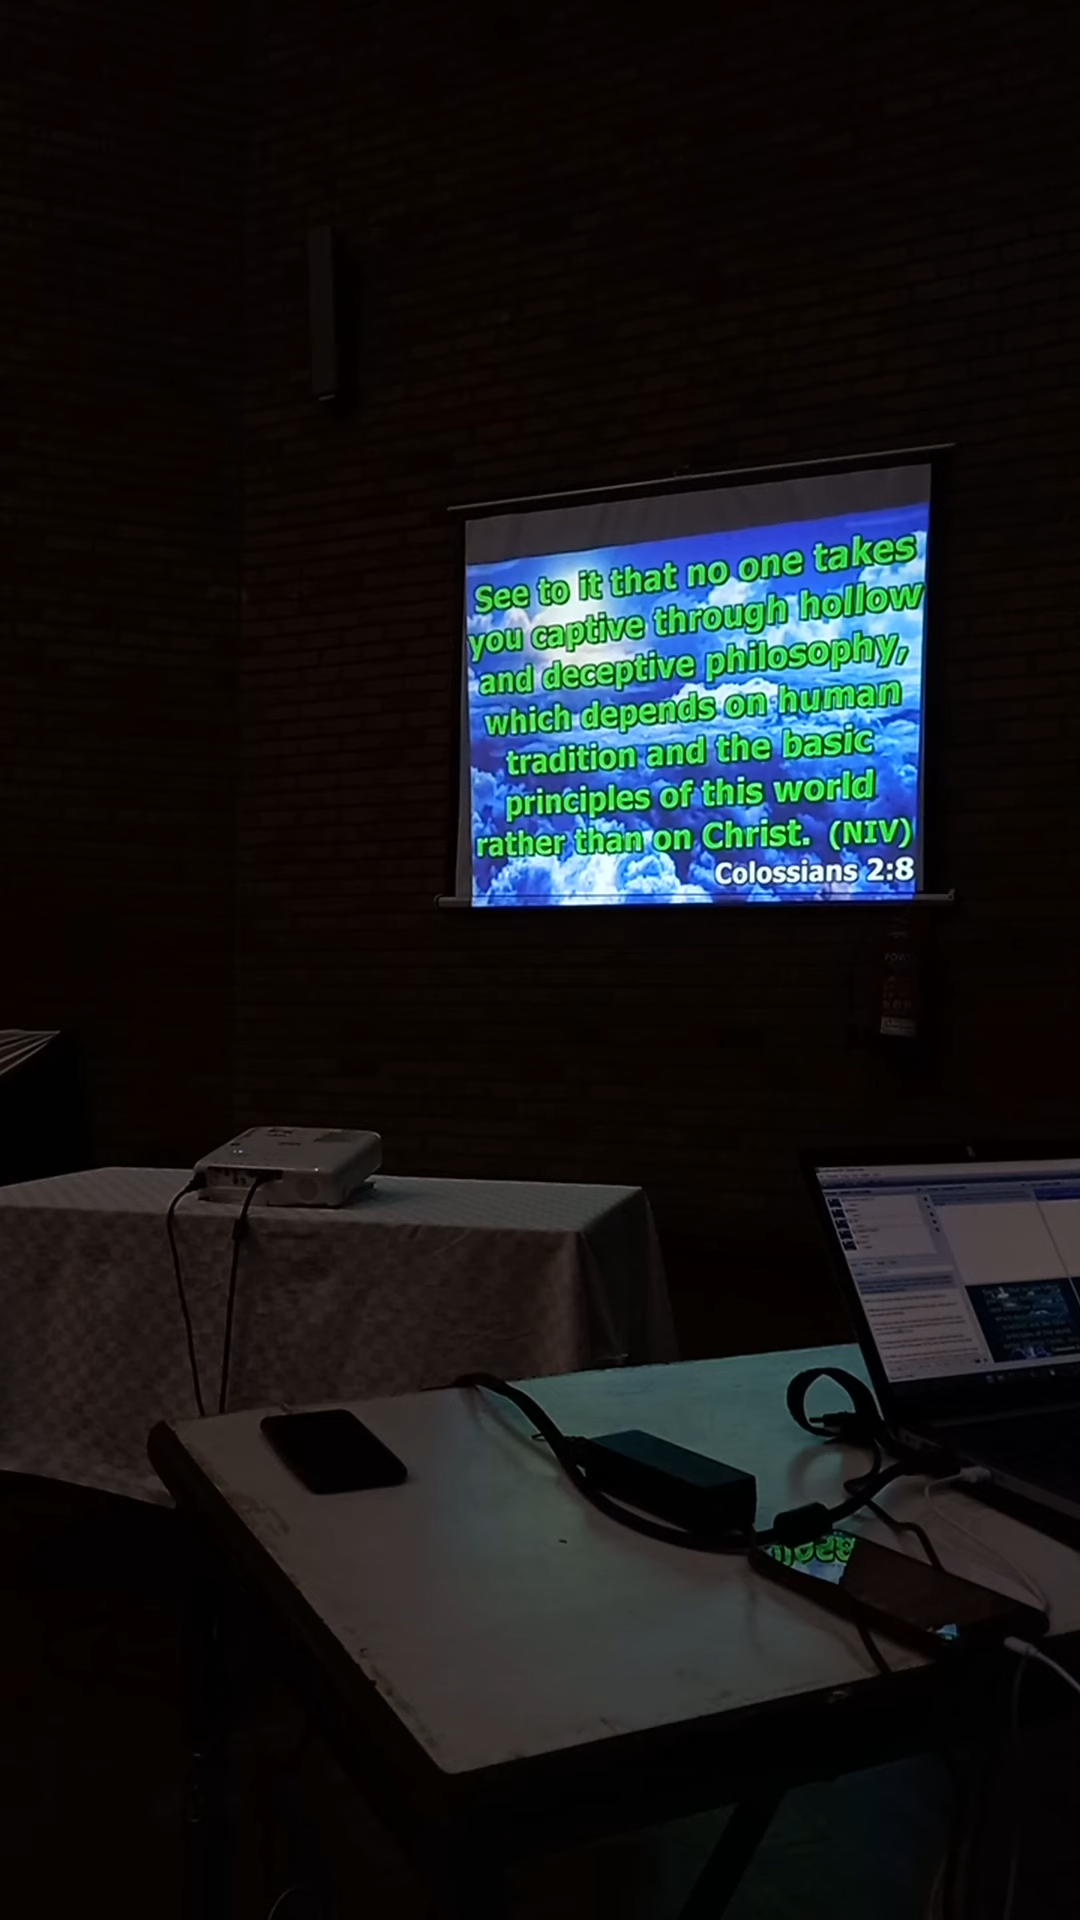 See to it that no one takes
you captive through hollow
and deceptive philosophy,
which depends on human
tradition and the basic
principles of this world
rather than on Christ. (NIV)
Colossians 2:8